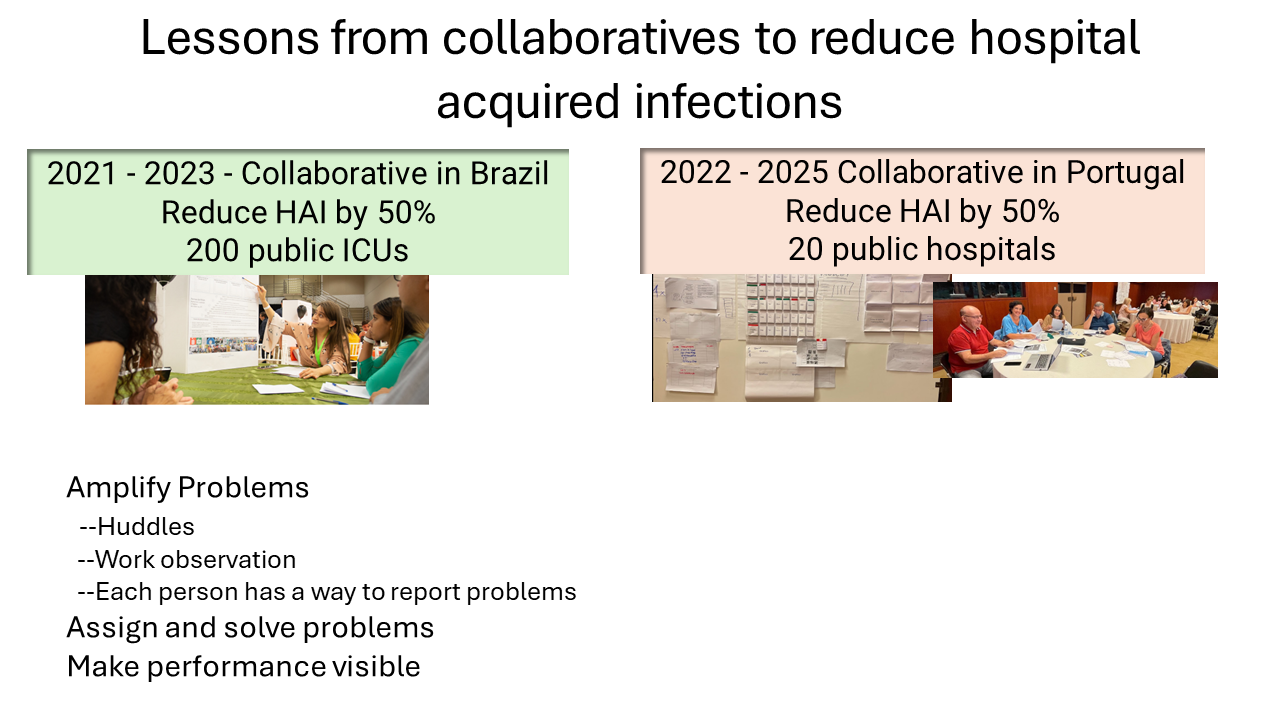 Lessons from collaboratives to reduce hospital
acquired infections
2021 - 2023 - Collaborative in Brazil
Reduce HAI by 50%
200 public ICUs
2022 - 2025 Collaborative in Portugal
Reduce HAI by 50%
20 public hospitals
Amplify Problems
--Huddles
--Work observation
--Each person has a way to report problems
Assign and solve problems
Make performance visible